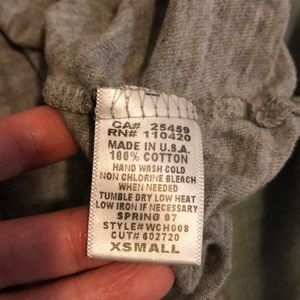 CA# 25459
RN# 110420
MADE IN U.S.A.
100% COTTON
HAND WASH COLD
NON CHLORINE BLEACH
WHEN NEEDED
TUMBLE DRY LOW HEAT
LOW IRON IF NECESSARY
SPRING 07
STYLE#WCH008
CUT#602720
XSMALL